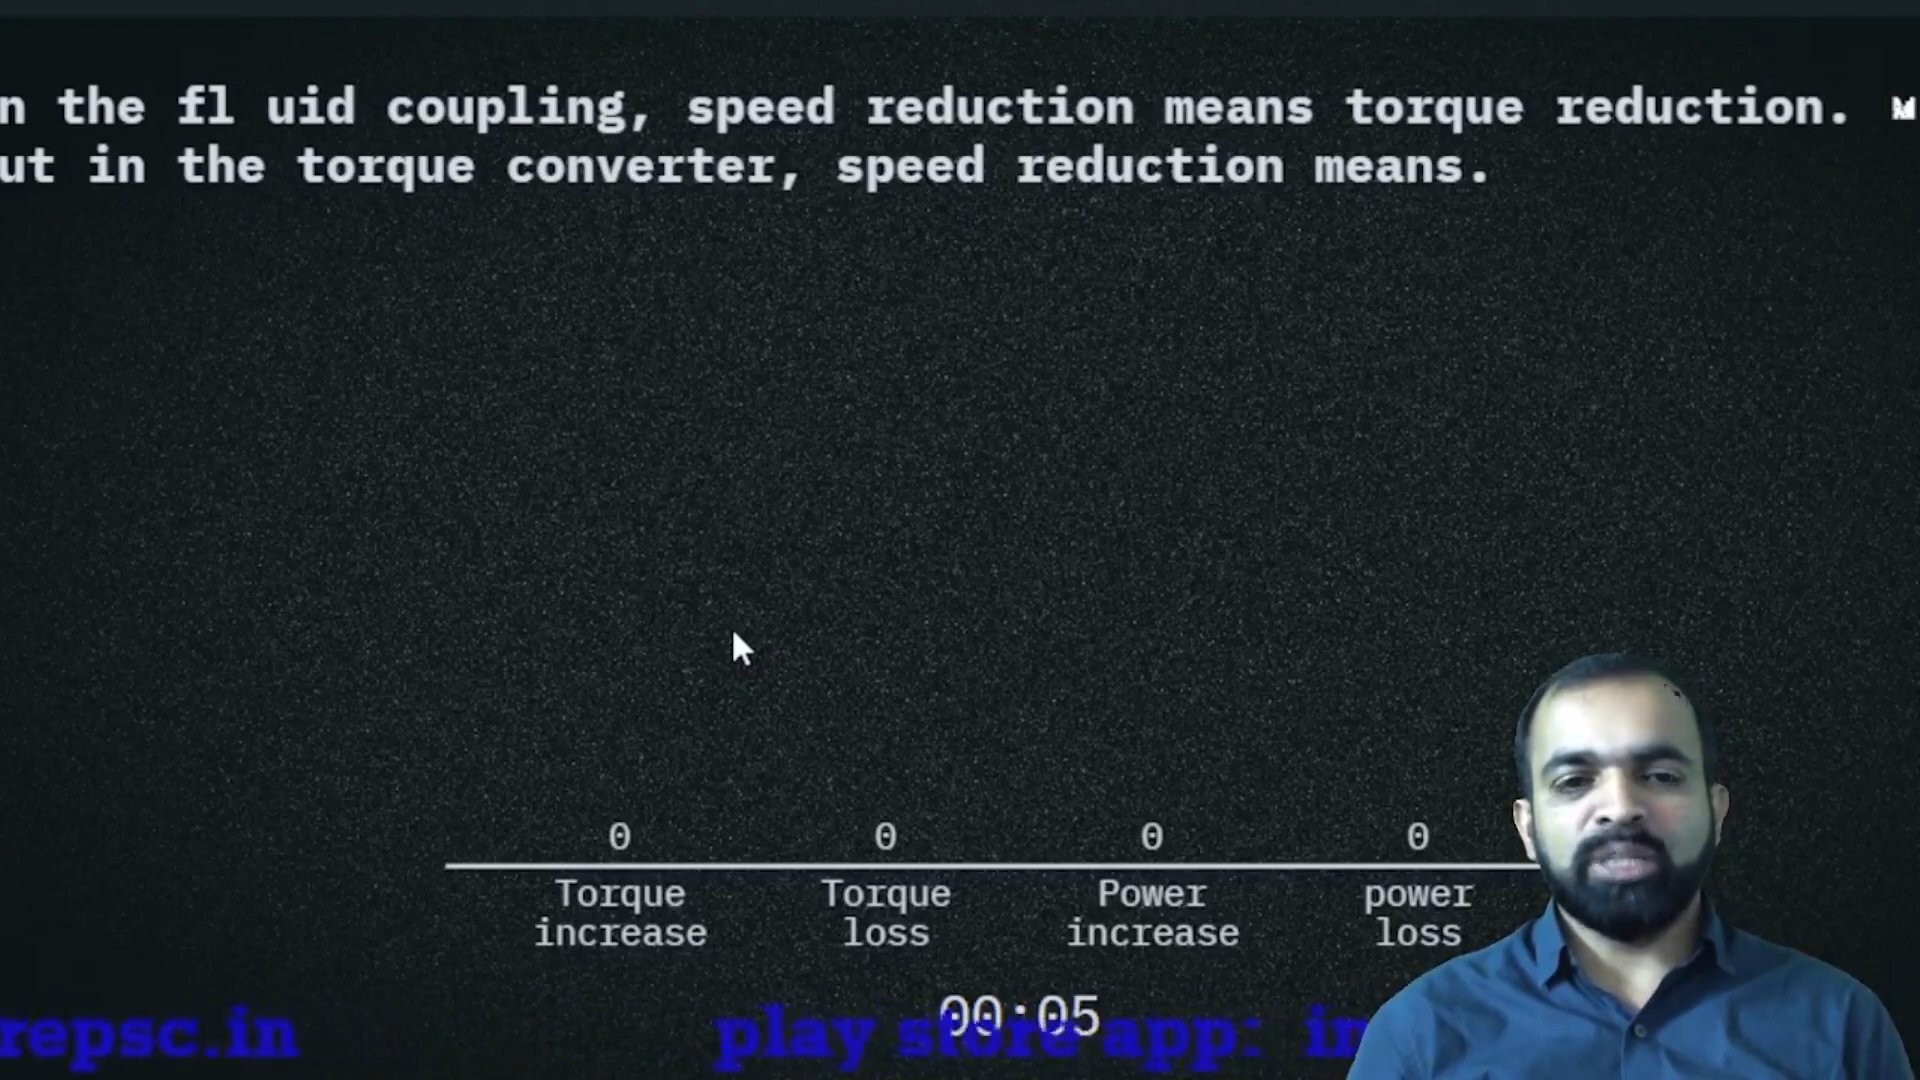 n the fl uid coupling, speed reduction means torque reduction.
ut in the torque converter, speed reduction means.
0 0 0 0
Torque increase
Torque loss
Power increase
power loss
00:05
repsc.in play store app: in